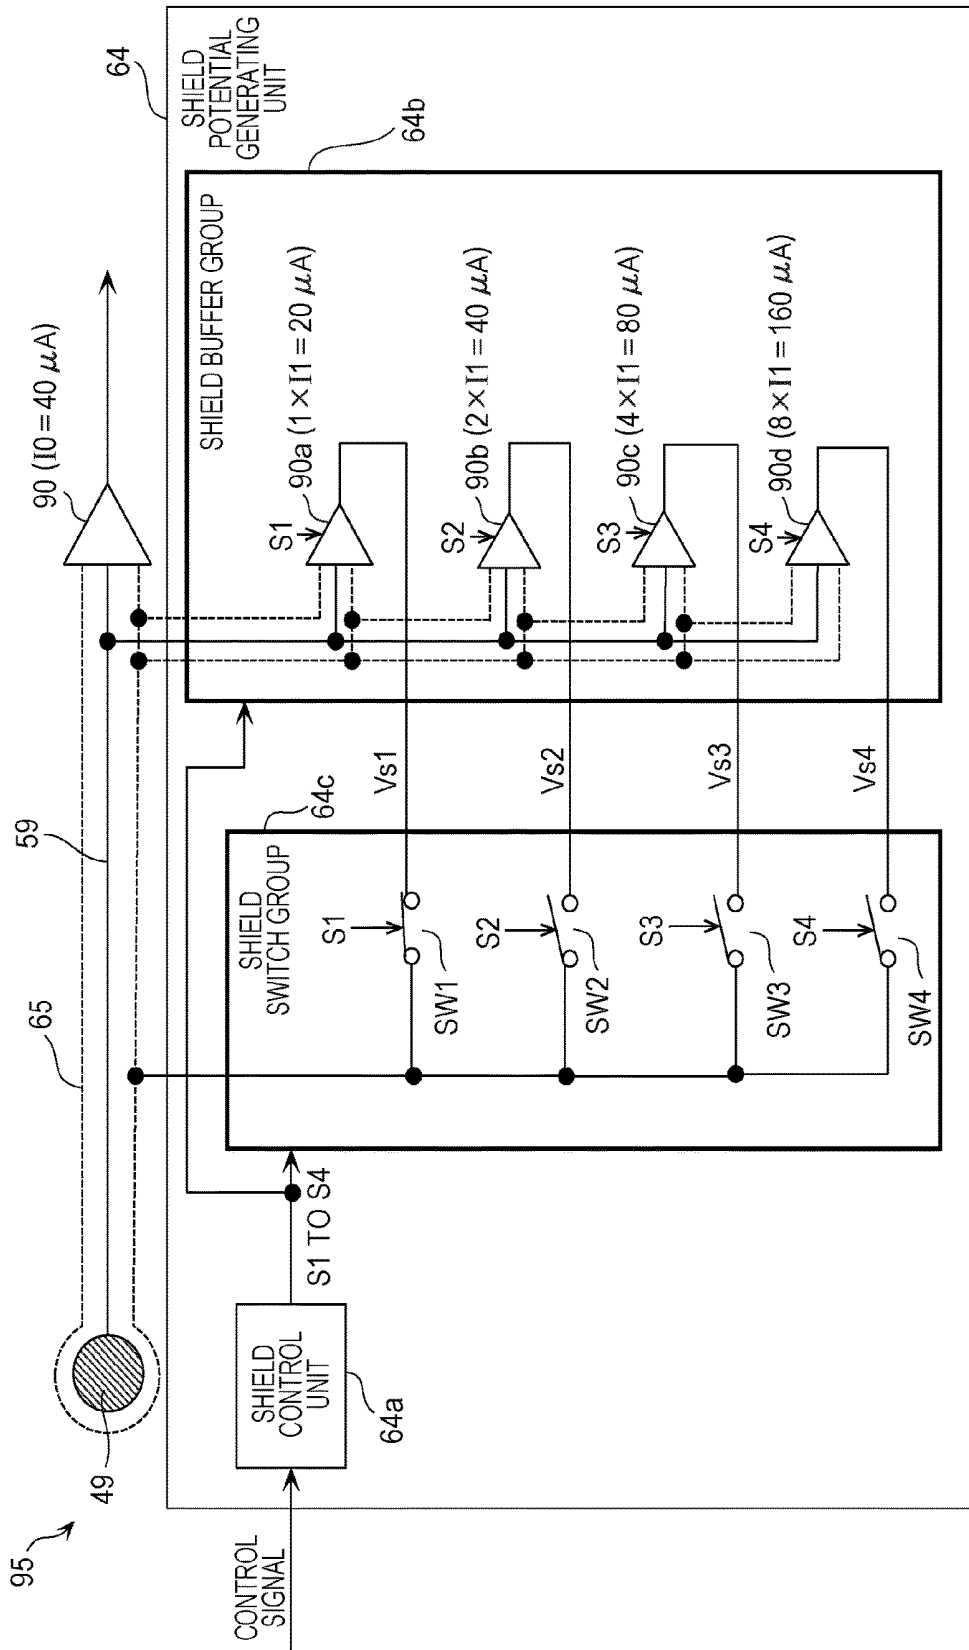 95
49
65
59
90 (I0 = 40 μA)
64
SHIELD
POTENTIAL
GENERATING
UNIT
CONTROL
SIGNAL
SHIELD
CONTROL
UNIT
64a
S1 TO S4
SHIELD
SWITCH GROUP
64c
S1
SW1
S2
SW2
S3
SW3
S4
SW4
Vs1
Vs2
Vs3
Vs4
SHIELD BUFFER GROUP
64b
S1
90a (1 × I1 = 20 μA)
S2
90b (2 × I1 = 40 μA)
S3
90c (4 × I1 = 80 μA)
S4
90d (8 × I1 = 160 μA)